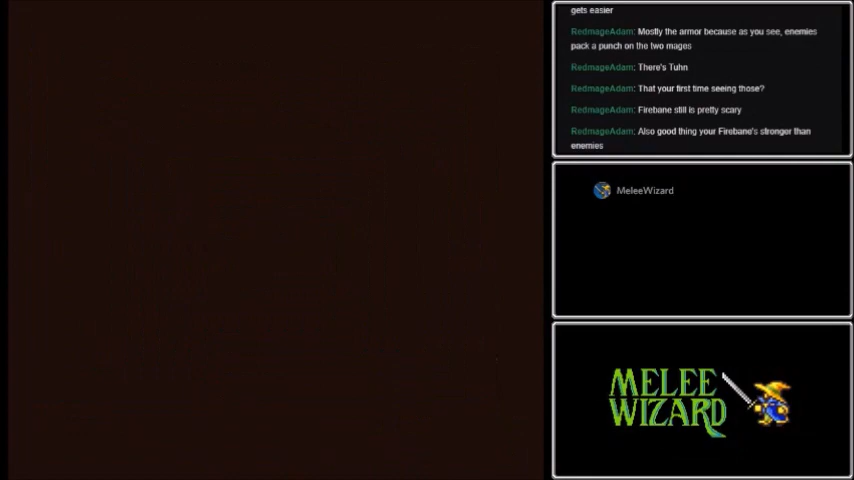 gets easier
RedmageAdam: Mostly the armor because as you see, enemies
pack a punch on the two mages
RedmageAdam: There's Tuhn
RedmageAdam: That your first time seeing those?
RedmageAdam: Firebane still is pretty scary
RedmageAdam: Also good thing your Firebane's stronger than
enemies
MeleeWizard
MELEE
WIZARD